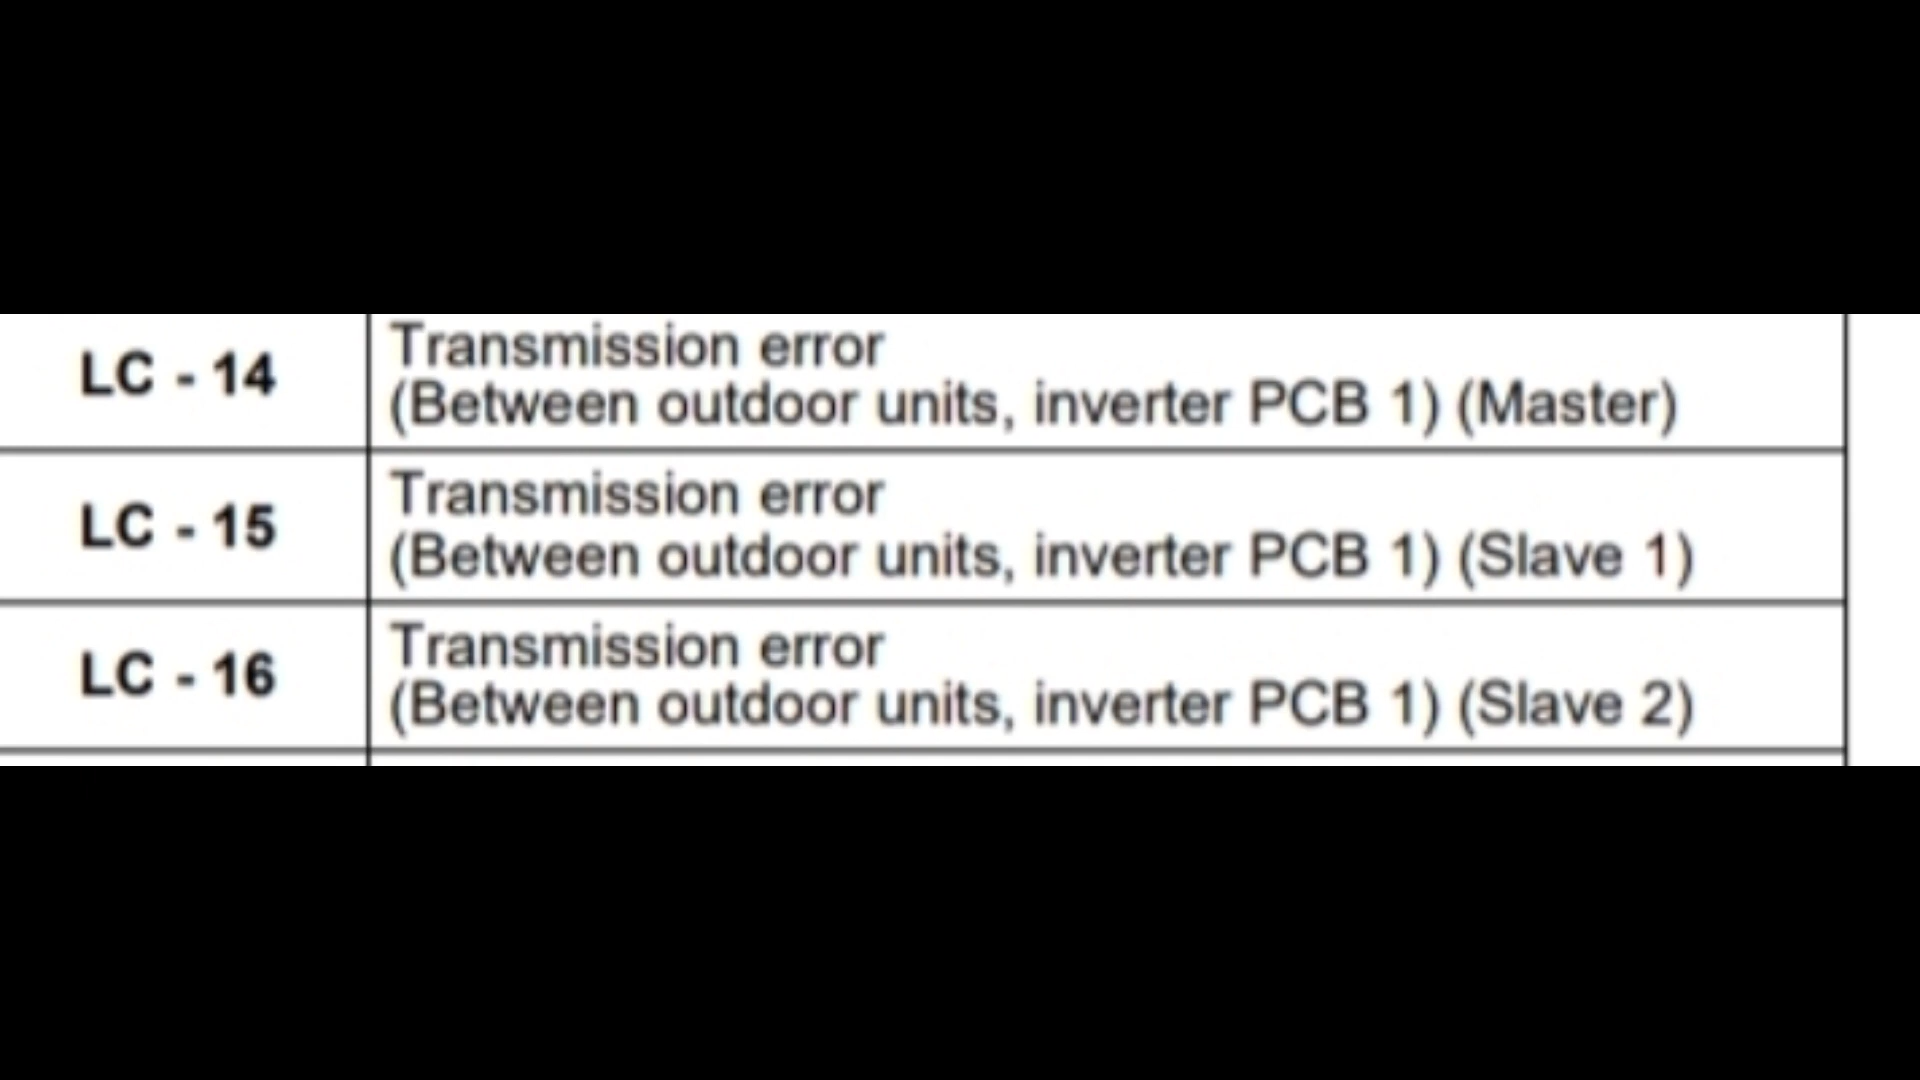 LC - 14
Transmission error
(Between outdoor units, inverter PCB 1) (Master)
LC - 15
Transmission error
(Between outdoor units, inverter PCB 1) (Slave 1)
LC - 16
Transmission error
(Between outdoor units, inverter PCB 1) (Slave 2)